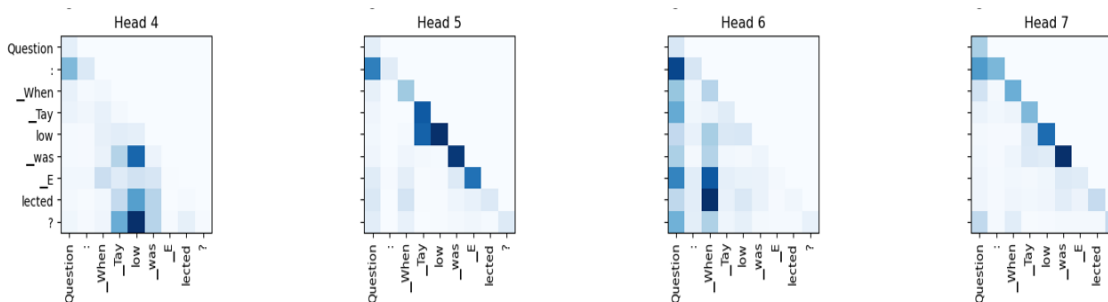 Head 4
Head 5
Head 6
Head 7
Question
:
_When
_Tay
low
_was
_E
lected
?
Question
:
_When
_Tay
low
_was
_E
lected
?
Question
:
_When
_Tay
low
_was
_E
lected
?
Question
:
_When
_Tay
low
_was
_E
lected
?
Question
:
_When
_Tay
low
_was
_E
lected